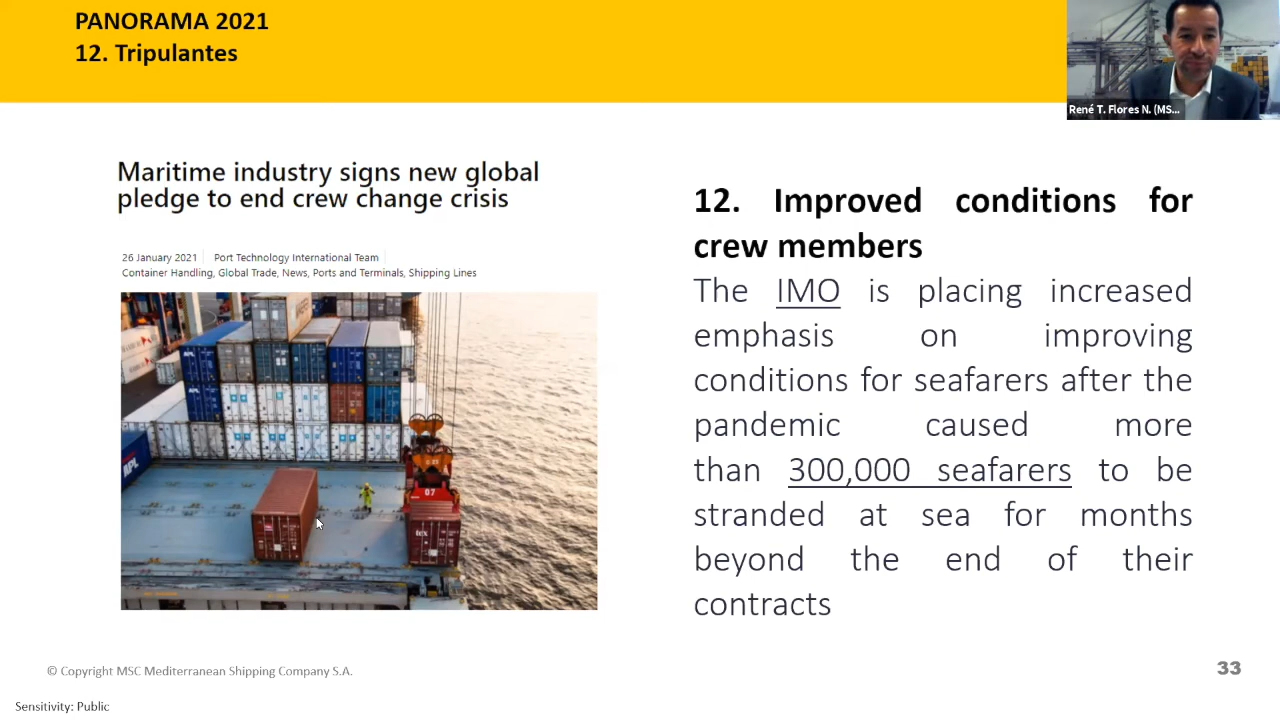 PANORAMA 2021
12. Tripulantes
René T. Flores N. (MS...
Maritime industry signs new global
pledge to end crew change crisis
26 January 2021 Port Technology International Team
Container Handling, Global Trade, News, Ports and Terminals, Shipping Lines
APL
APL
07
tex
12. Improved conditions for
crew members
The IMO is placing increased
emphasis on improving
conditions for seafarers after the
pandemic caused more
than 300,000 seafarers to be
stranded at sea for months
beyond the end of their
contracts
© Copyright MSC Mediterranean Shipping Company S.A.
33
Sensitivity: Public